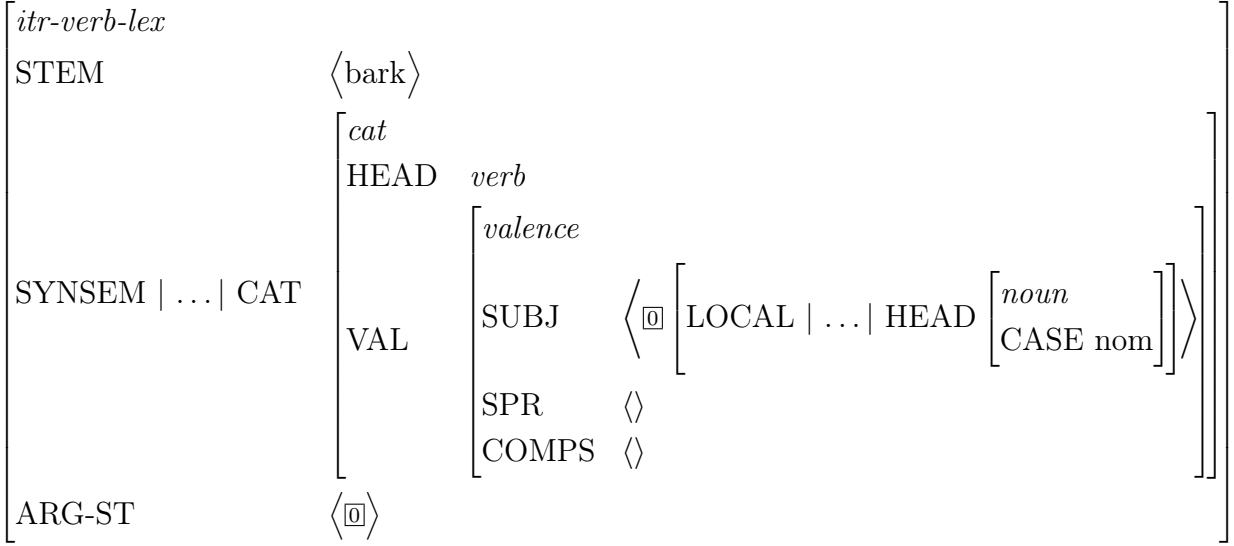 itr-verb-lex
STEM ⟨bark⟩
cat
HEAD verb
valence
SYNSEM | …| CAT VAL SUBJ ⟨ 0 [LOCAL | …| HEAD [noun
CASE nom]]⟩
SPR ⟨⟩
COMPS ⟨⟩
ARG-ST ⟨0⟩